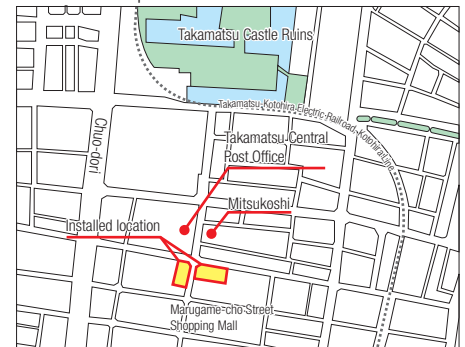 Takamatsu Castle Ruins
Takamatsu-Kotohira Electric Railroad-Kotohira Line
Chuo-dori
Takamatsu Central
Post Office
Mitsukoshi
Installed location
Marugame-cho Street
Shopping Mall